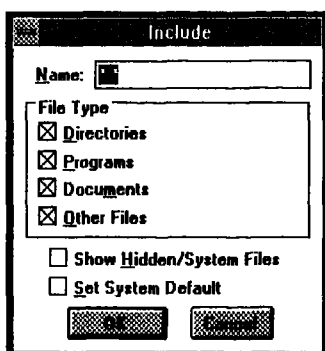 Include
Name:
File Type
Directories
Programs
Documents
Other Files
Show Hidden/System Files
Set System Default
OK Cancel